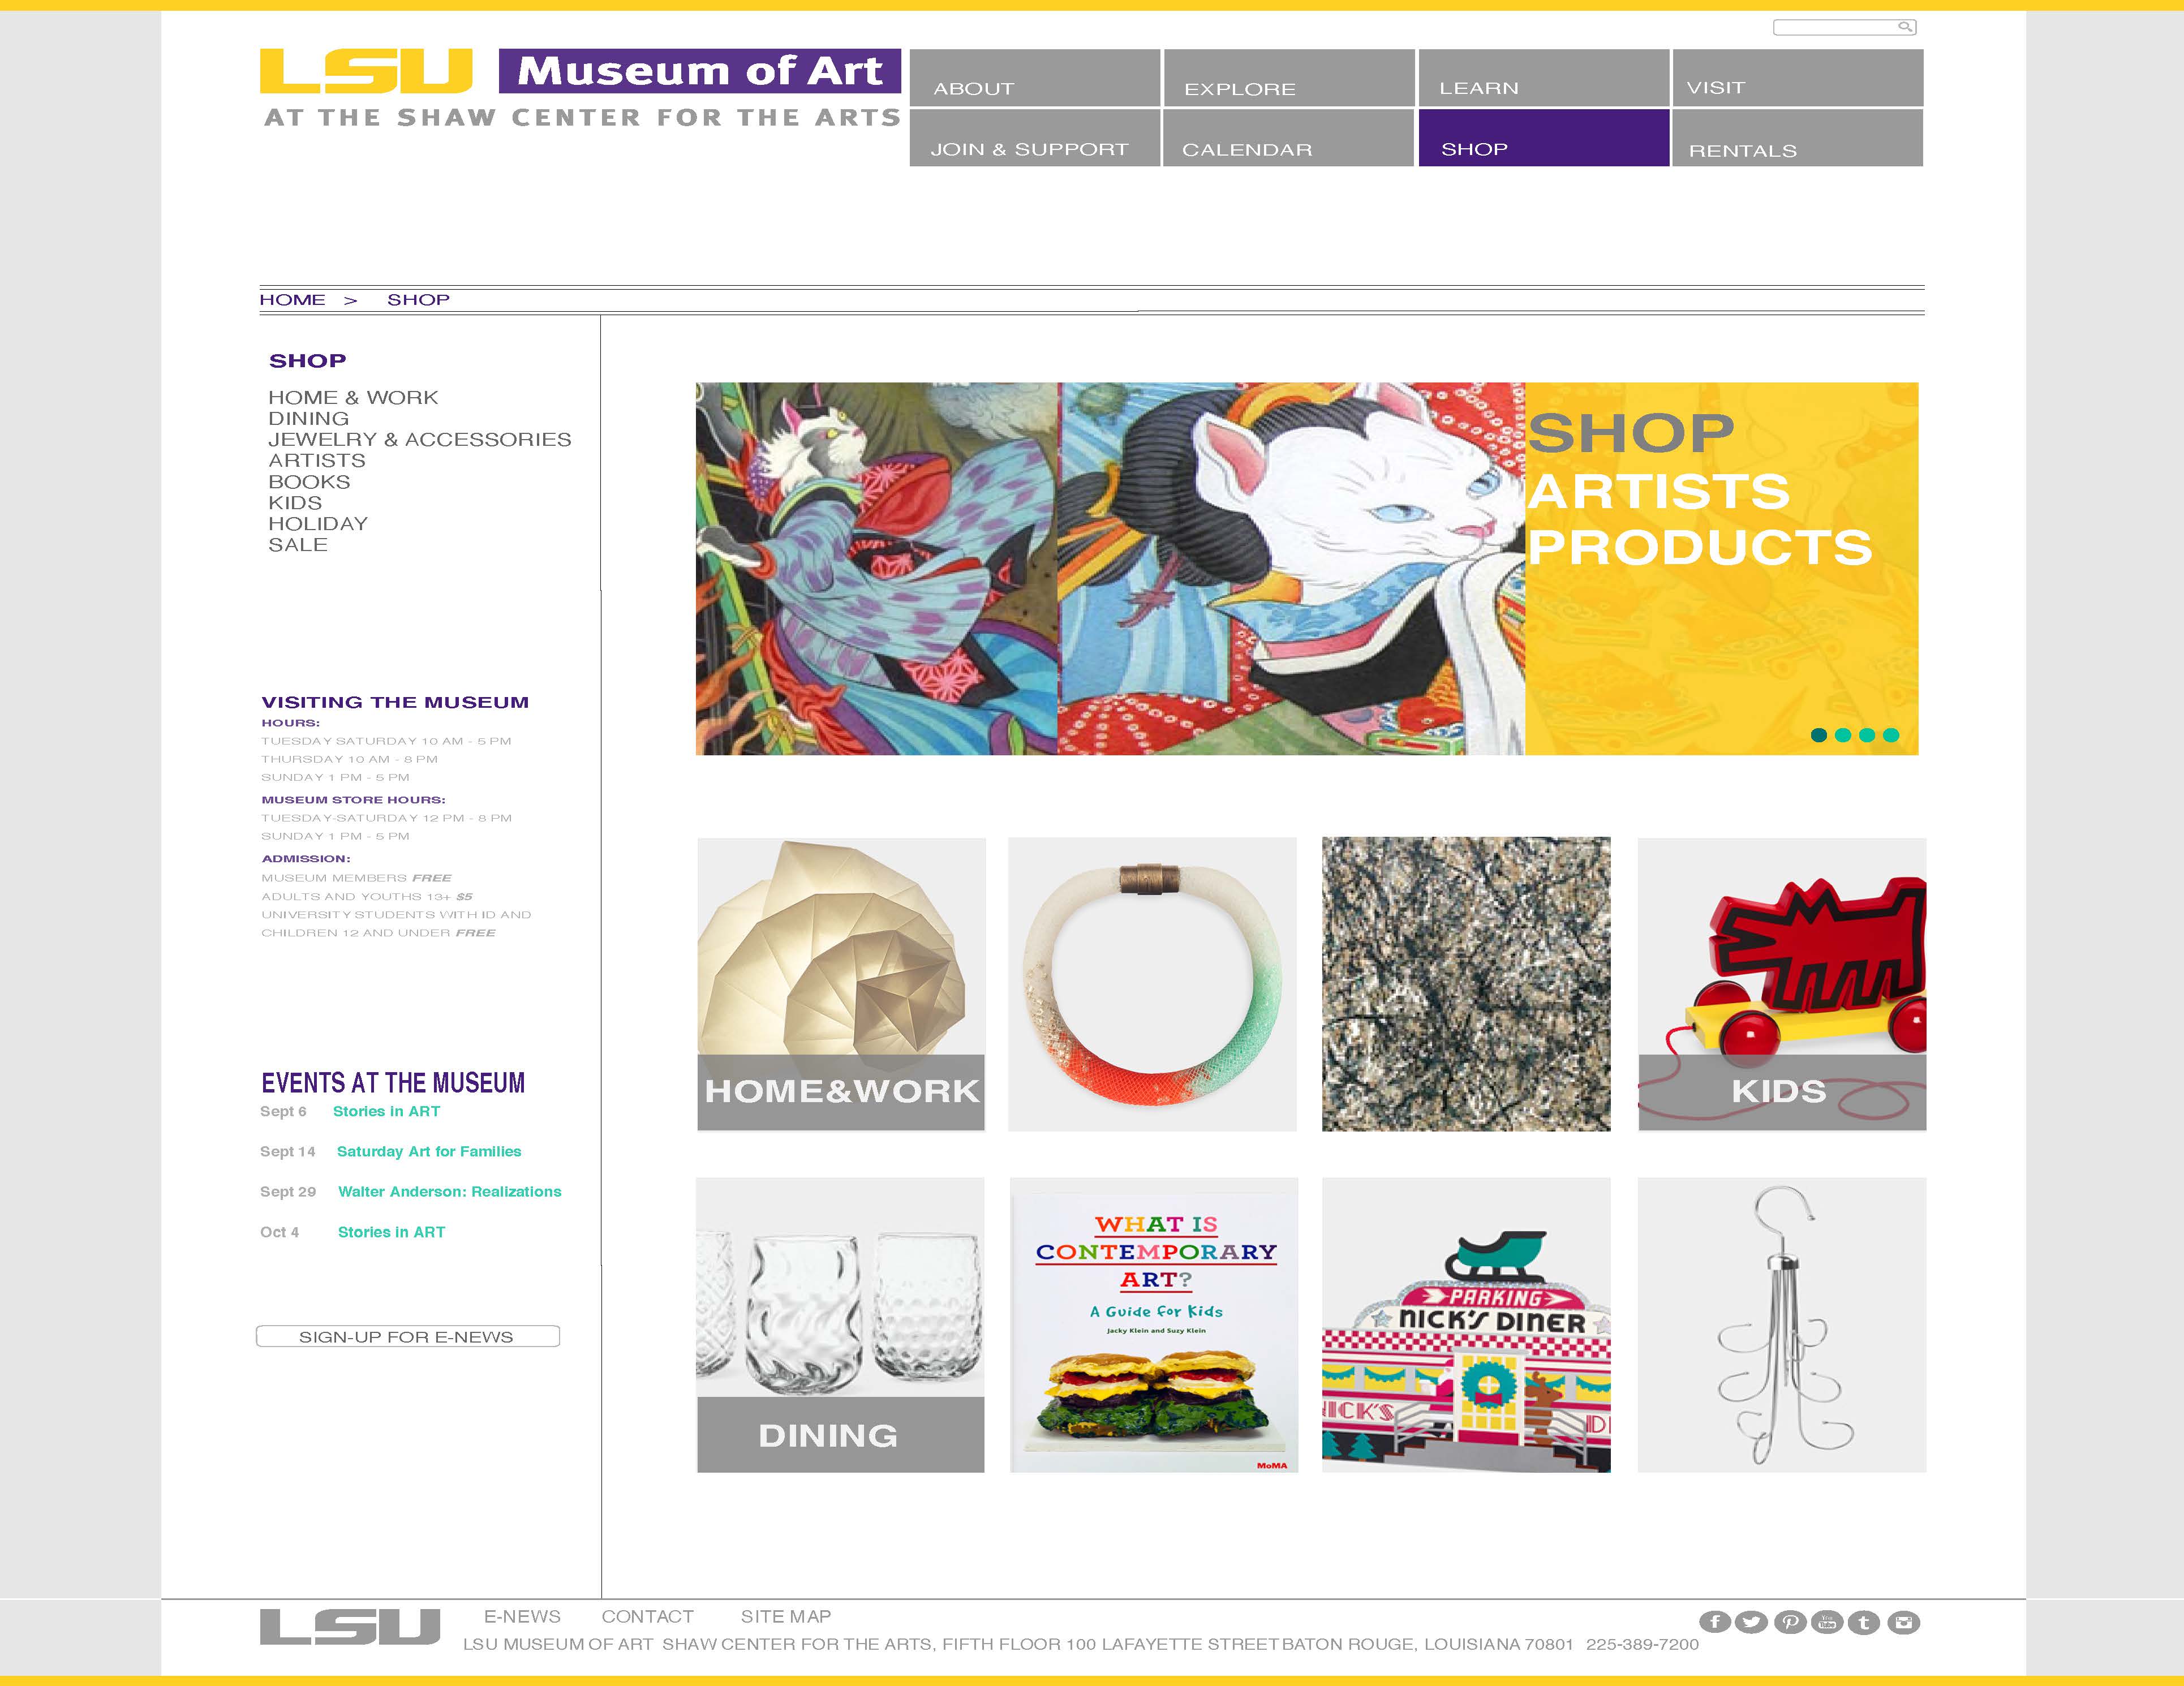 LSU Museum of Art
AT THE SHAW CENTER FOR THE ARTS
ABOUT
EXPLORE
LEARN
VISIT
JOIN & SUPPORT
CALENDAR
SHOP
RENTALS
HOME > SHOP
SHOP
HOME & WORK
DINING
JEWELRY & ACCESSORIES
ARTISTS
BOOKS
KIDS
HOLIDAY
SALE
VISITING THE MUSEUM
HOURS:
TUESDAY SATURDAY 10 AM - 5 PM
THURSDAY 10 AM - 8 PM
SUNDAY 1 PM - 5 PM
MUSEUM STORE HOURS:
TUESDAY-SATURDAY 12 PM - 8 PM
SUNDAY 1 PM - 5 PM
ADMISSION:
MUSEUM MEMBERS FREE
ADULTS AND YOUTHS 13+ $5
UNIVERSITY STUDENTS WITH ID AND
CHILDREN 12 AND UNDER FREE
EVENTS AT THE MUSEUM
Sept 6 Stories in ART
Sept 14 Saturday Art for Families
Sept 29 Walter Anderson: Realizations
Oct 4 Stories in ART
SIGN-UP FOR E-NEWS
SHOP
ARTISTS
PRODUCTS
HOME&WORK
KIDS
DINING
WHAT IS
CONTEMPORARY
ART?
A Guide for Kids
Jacky Klein and Suzy Klein
MoMA
PARKING
NICK'S DINER
NICK'S
DI
LSU
E-NEWS CONTACT SITE MAP
LSU MUSEUM OF ART SHAW CENTER FOR THE ARTS, FIFTH FLOOR 100 LAFAYETTE STREET BATON ROUGE, LOUISIANA 70801 225-389-7200
You Tube